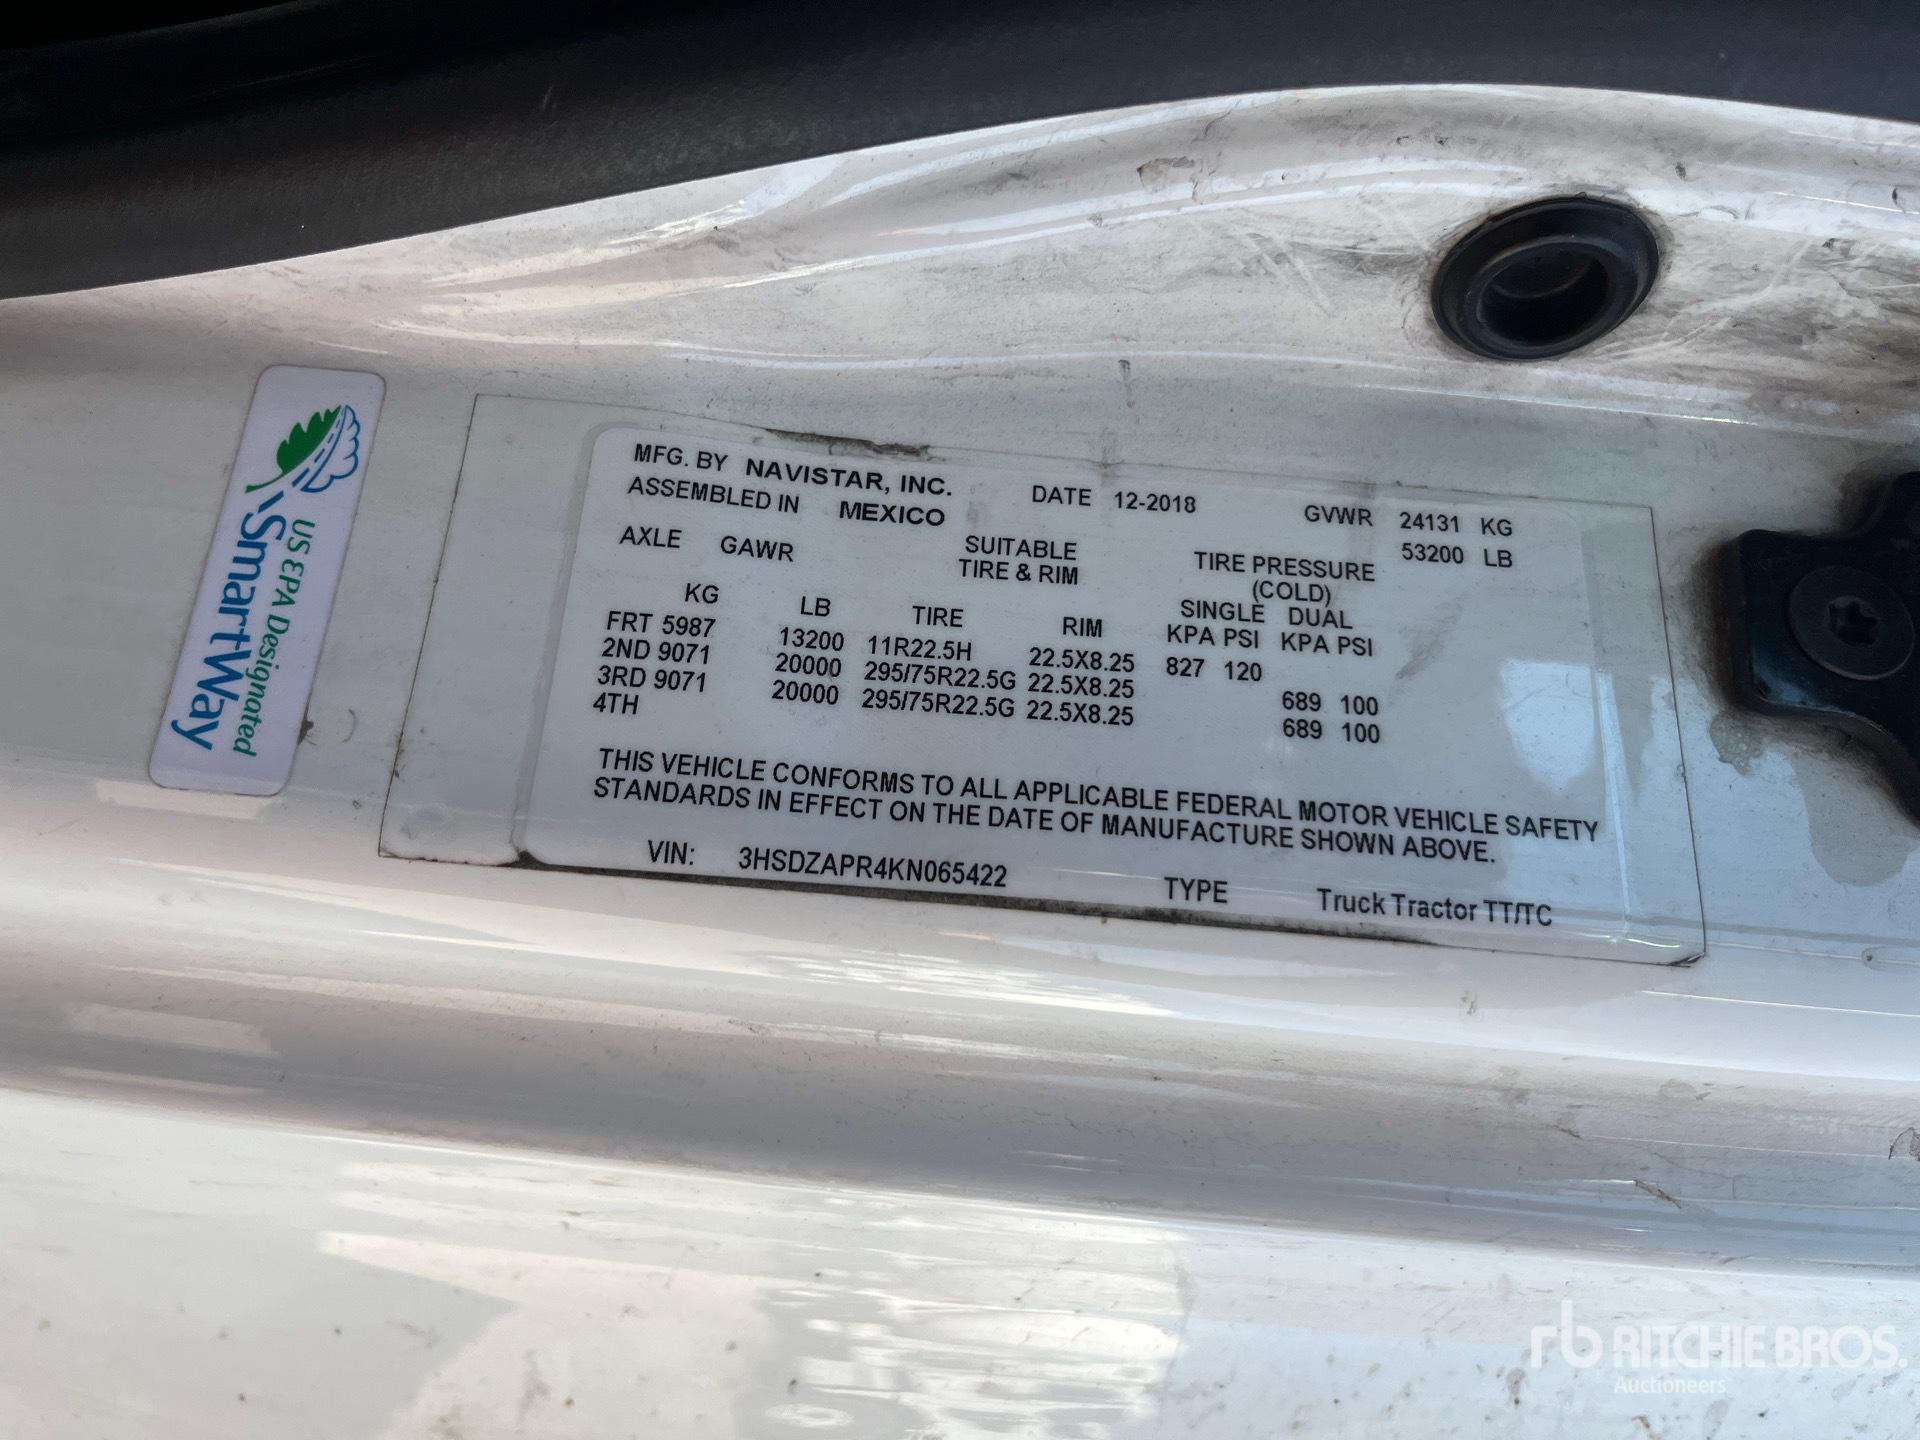 US EPA Designated
SmartWay
MFG. BY NAVISTAR, INC. DATE 12-2018 GVWR 24131 KG
ASSEMBLED IN MEXICO 53200 LB
AXLE GAWR SUITABLE TIRE PRESSURE
TIRE & RIM (COLD)
SINGLE DUAL
KG LB TIRE RIM KPA PSI KPA PSI
FRT 5987 13200 11R22.5H 22.5X8.25 827 120
2ND 9071 20000 295/75R22.5G 22.5X8.25 689 100
3RD 9071 20000 295/75R22.5G 22.5X8.25 689 100
4TH
THIS VEHICLE CONFORMS TO ALL APPLICABLE FEDERAL MOTOR VEHICLE SAFETY
STANDARDS IN EFFECT ON THE DATE OF MANUFACTURE SHOWN ABOVE.
VIN: 3HSDZAPR4KN065422 TYPE Truck Tractor TT/TC
rb RITCHIE BROS.
Auctioneers